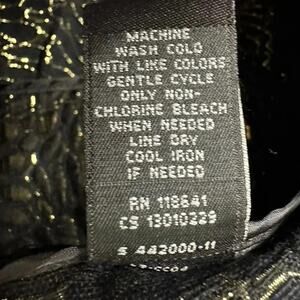 MACHINE
WASH COLD
WITH LIKE COLORS
GENTLE CYCLE
ONLY NON-
CHLORINE BLEACH
WHEN NEEDED
LINE DRY
COOL IRON
IF NEEDED
RN 118641
CS 13010229
S 442000-11